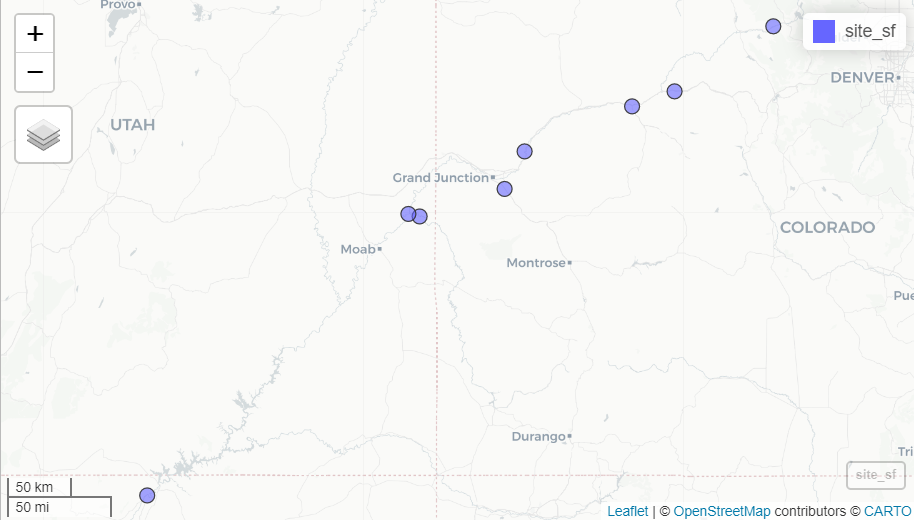 Provo
+
site_sf
−
DENVER
UTAH
Grand Junction
COLORADO
Moab
Montrose
Pue
Durango
Tri
site_sf
50 km
50 mi
Leaflet | © OpenStreetMap contributors © CARTO